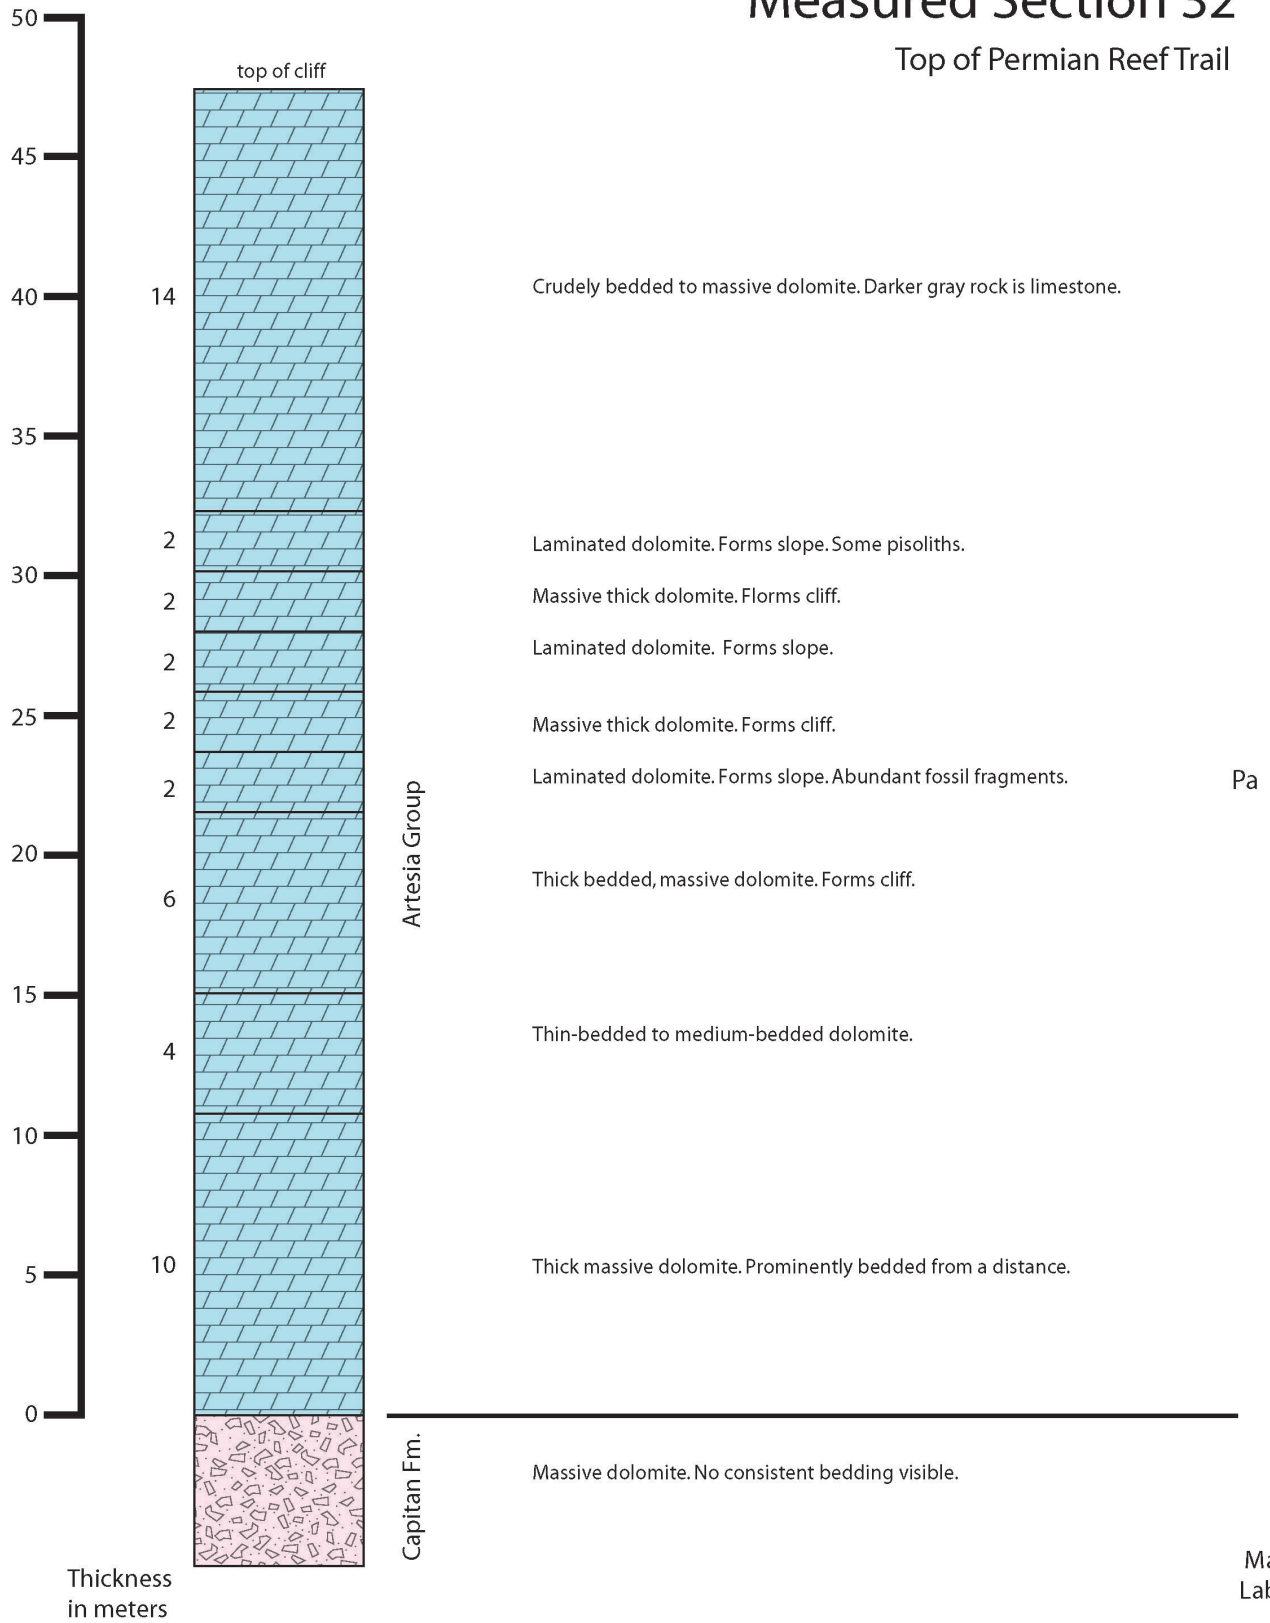 Measured Section 32
Top of Permian Reef Trail
50
top of cliff
45
40
14
Crudely bedded to massive dolomite. Darker gray rock is limestone.
35
2
Laminated dolomite. Forms slope. Some pisoliths.
30
2
Massive thick dolomite. Florms cliff.
2
Laminated dolomite. Forms slope.
25
2
Massive thick dolomite. Forms cliff.
2
Laminated dolomite. Forms slope. Abundant fossil fragments.
Pa
Artesia Group
20
6
Thick bedded, massive dolomite. Forms cliff.
15
4
Thin-bedded to medium-bedded dolomite.
10
10
Thick massive dolomite. Prominently bedded from a distance.
5
0
Capitan Fm.
Massive dolomite. No consistent bedding visible.
Thickness
in meters
Ma
Lab